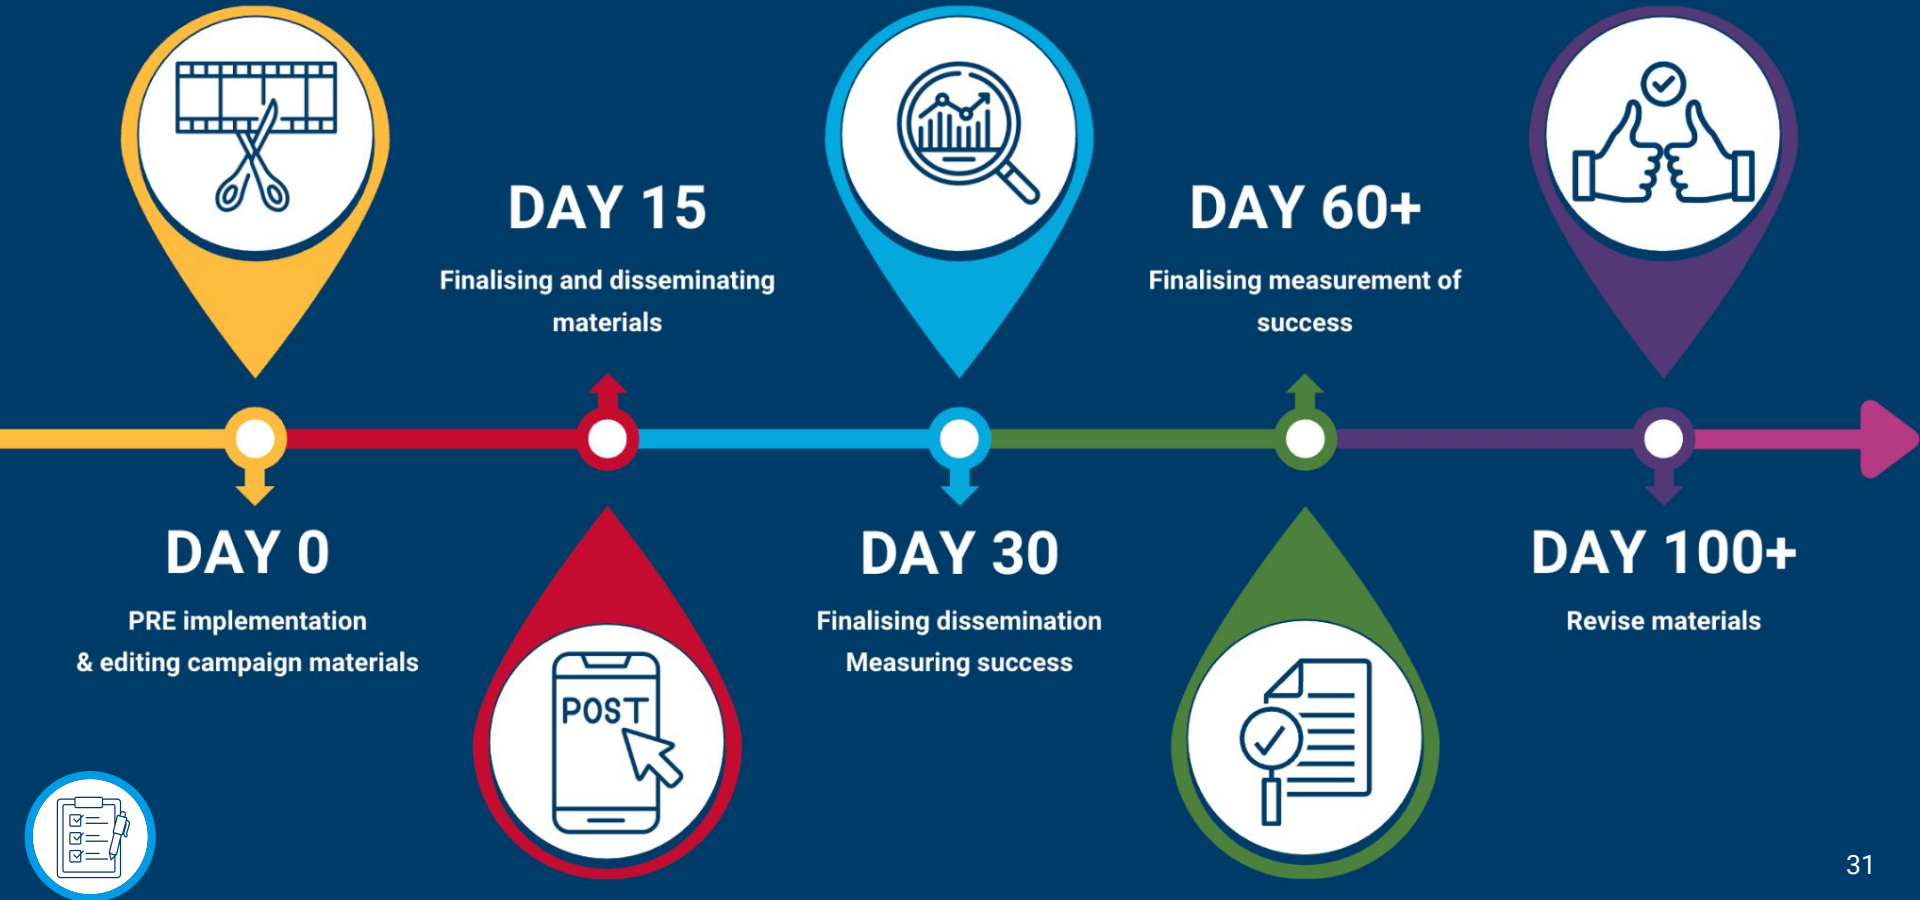 DAY 0
PRE implementation
& editing campaign materials
DAY 15
Finalising and disseminating
materials
POST
DAY 30
Finalising dissemination
Measuring success
DAY 60+
Finalising measurement of
success
DAY 100+
Revise materials
31